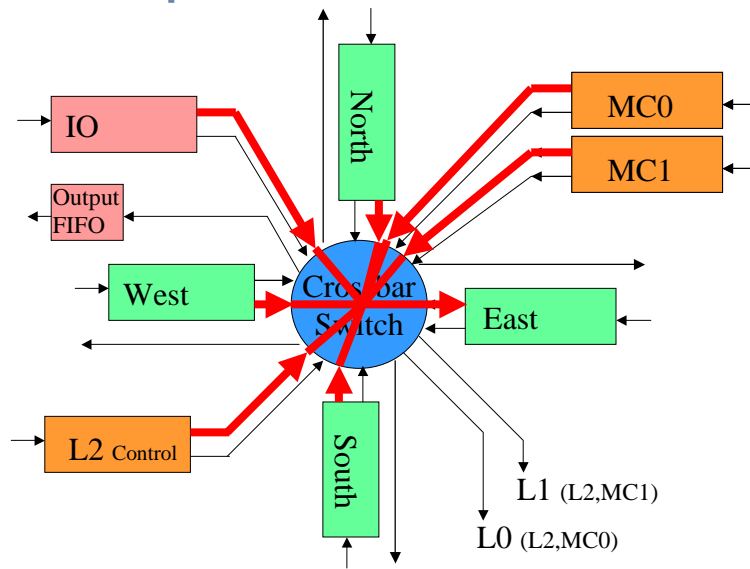 North
IO
MC0
MC1
Output
FIFO
West
Crossbar
Switch
East
L2 Control
South
L1 (L2,MC1)
L0 (L2,MC0)